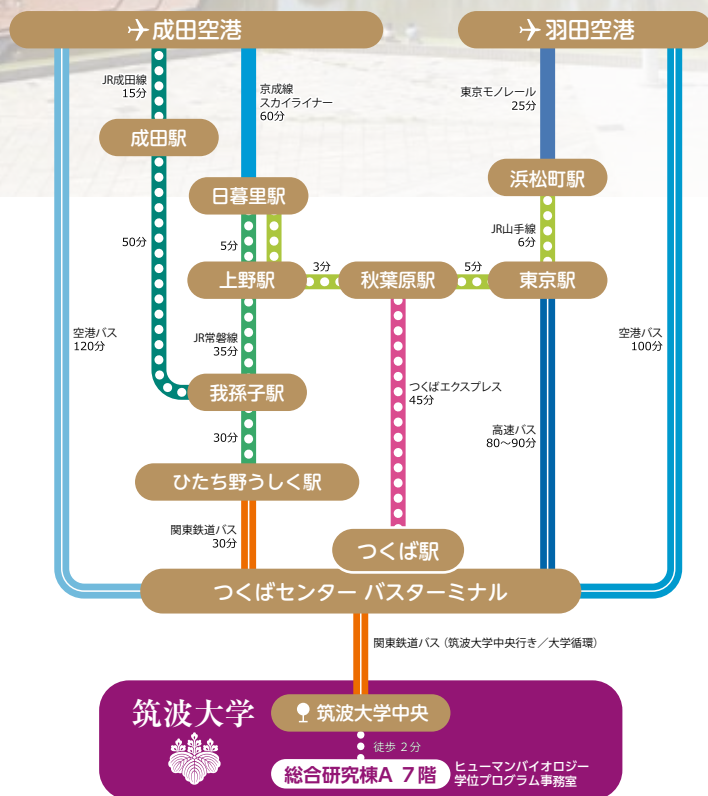 成田空港
羽田空港
JR成田線
15分
京成線
スカイライナー
60分
東京モノレール
25分
成田駅
日暮里駅
浜松町駅
50分
5分
JR山手線
6分
上野駅
3分
秋葉原駅
5分
東京駅
空港バス
120分
JR常磐線
35分
空港バス
100分
我孫子駅
つくばエクスプレス
45分
30分
高速バス
80〜90分
ひたち野うしく駅
関東鉄道バス
30分
つくば駅
つくばセンター バスターミナル
関東鉄道バス（筑波大学中央行き／大学循環）
筑波大学
筑波大学中央
徒歩 2分
総合研究棟A 7階
ヒューマンバイオロジー
学位プログラム事務室